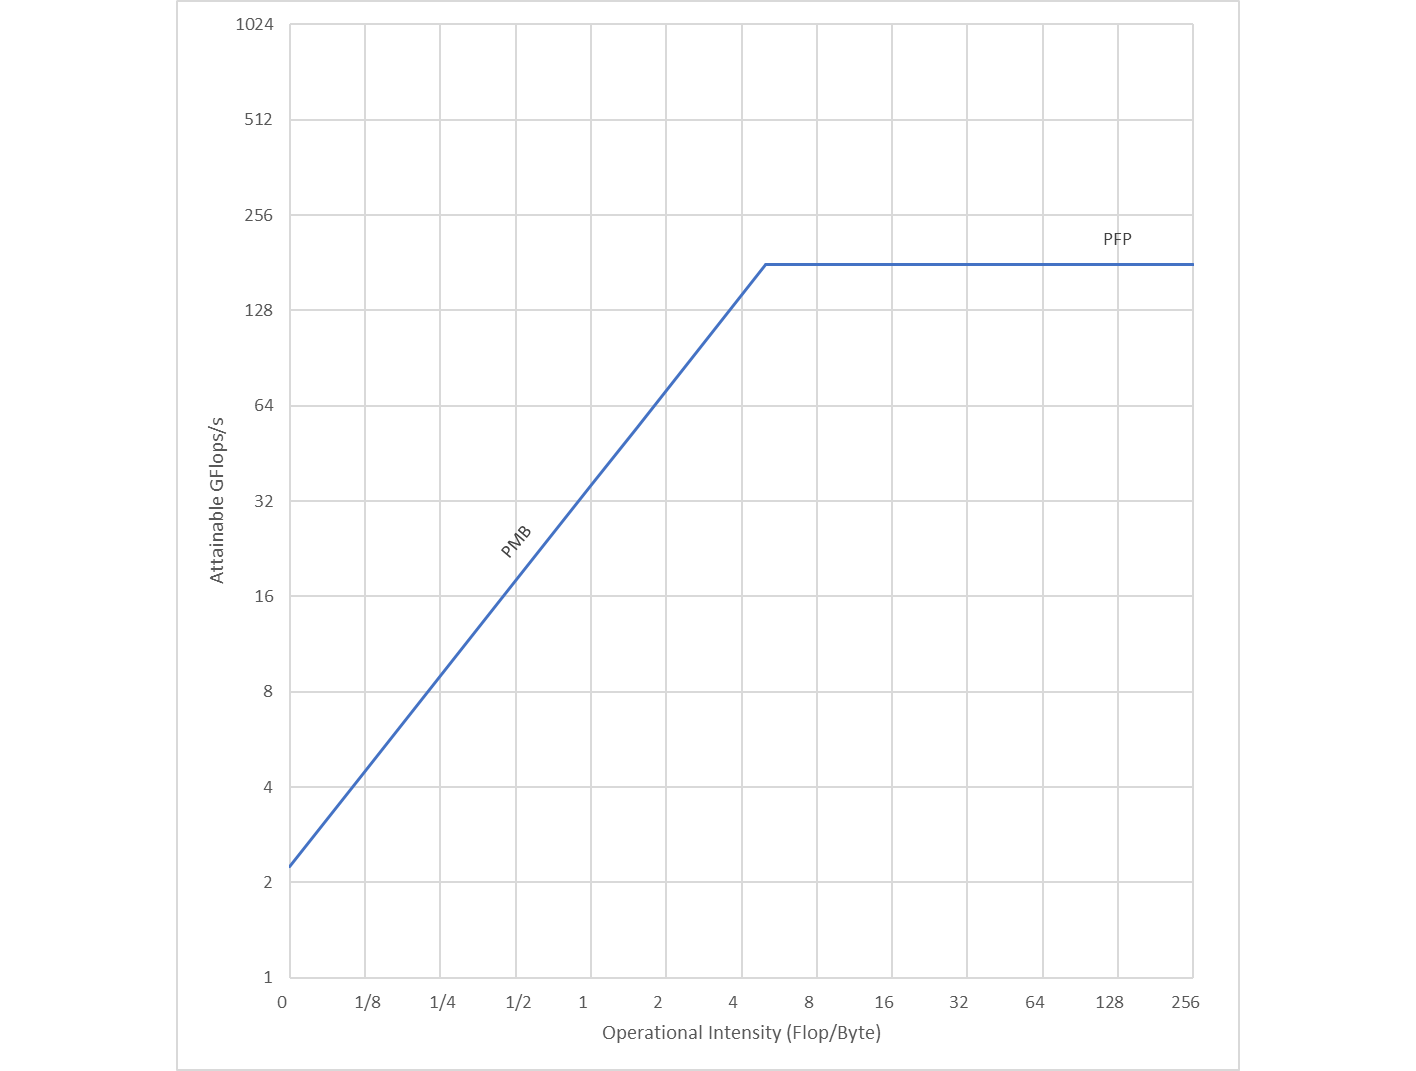 1024
512
256
PFP
128
64
Attainable GFlops/s
32
PMB
16
8
4
2
1
0 1/8 1/4 1/2 1 2 4 8 16 32 64 128 256
Operational Intensity (Flop/Byte)